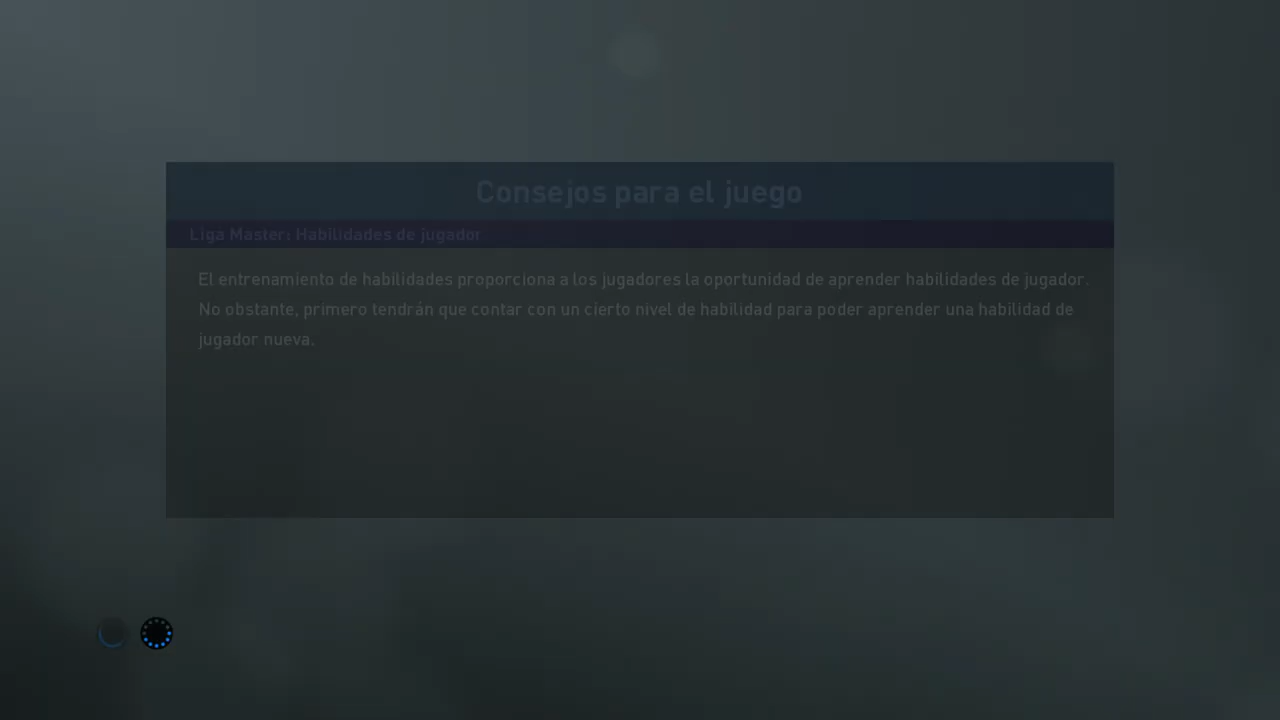 Consejos para el juego
Liga Master: Habilidades de jugador
El entrenamiento de habilidades proporciona a los jugadores la oportunidad de aprender habilidades de jugador.
No obstante, primero tendrán que contar con un cierto nivel de habilidad para poder aprender una habilidad de
jugador nueva.